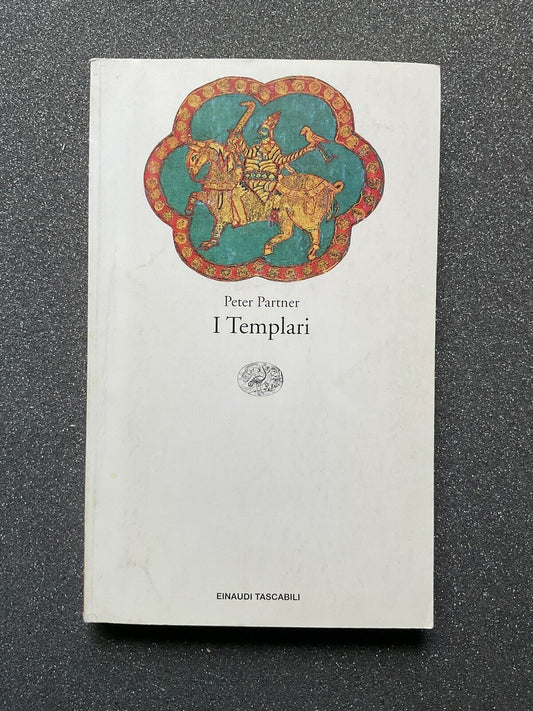 Peter Partner
I Templari
EINAUDI TASCABILI